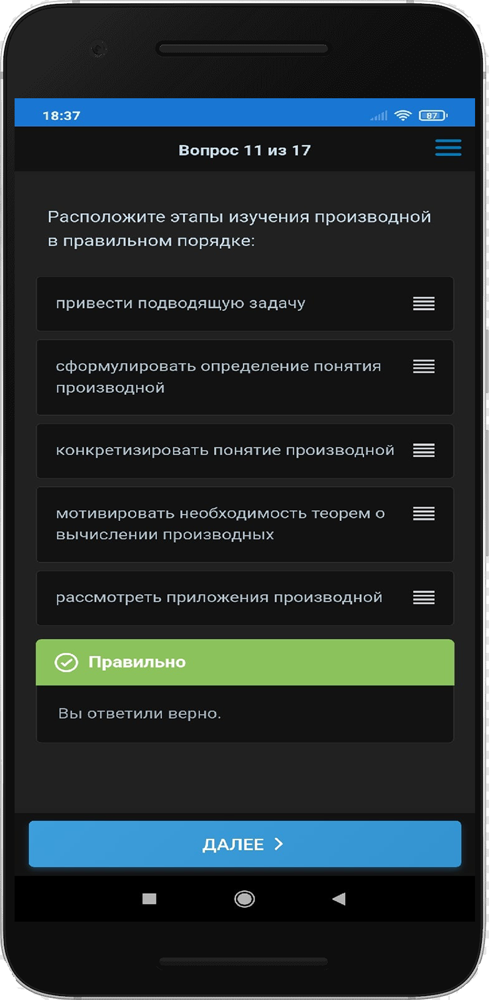 18:37
87
Вопрос 11 из 17
Расположите этапы изучения производной
в правильном порядке:
привести подводящую задачу
сформулировать определение понятия
производной
конкретизировать понятие производной
мотивировать необходимость теорем о
вычислении производных
рассмотреть приложения производной
Правильно
Вы ответили верно.
ДАЛЕЕ